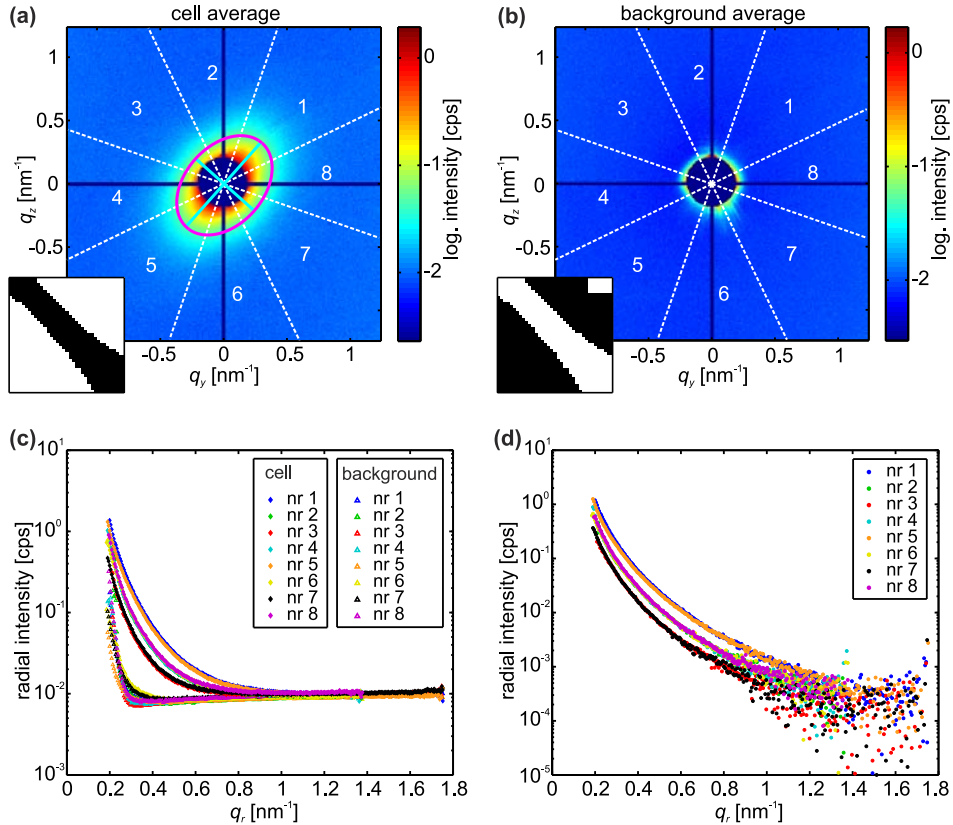 (a)
cell average
1
0.5
0
-0.5
q_z [nm⁻¹]
1
2
3
4
5
6
7
8
-0.5 0 0.5 1
q_y [nm⁻¹]
0
-1
-2
log. intensity [cps]
(b)
background average
1
0.5
0
-0.5
q_z [nm⁻¹]
1
2
3
4
5
6
7
8
-0.5 0 0.5 1
q_y [nm⁻¹]
0
-1
-2
log. intensity [cps]
(c)
10¹
10⁰
10⁻¹
10⁻²
10⁻³
radial intensity [cps]
cell
nr 1
nr 2
nr 3
nr 4
nr 5
nr 6
nr 7
nr 8
background
nr 1
nr 2
nr 3
nr 4
nr 5
nr 6
nr 7
nr 8
0 0.2 0.4 0.6 0.8 1 1.2 1.4 1.6 1.8
q_r [nm⁻¹]
(d)
10¹
10⁰
10⁻¹
10⁻²
10⁻³
10⁻⁴
10⁻⁵
radial intensity [cps]
nr 1
nr 2
nr 3
nr 4
nr 5
nr 6
nr 7
nr 8
0 0.2 0.4 0.6 0.8 1 1.2 1.4 1.6 1.8
q_r [nm⁻¹]